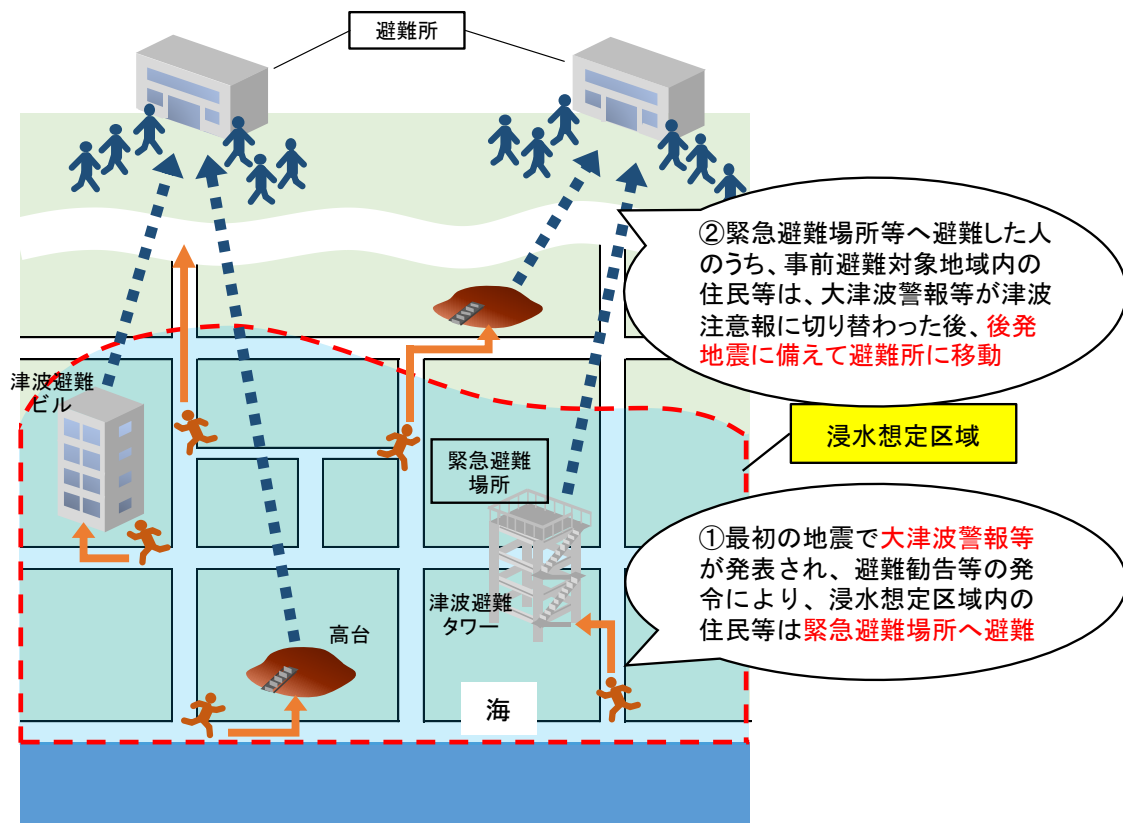 避難所
②緊急避難場所等へ避難した人
のうち、事前避難対象地域内の
住民等は、大津波警報等が津波
注意報に切り替わった後、後発
地震に備えて避難所に移動
津波避難
ビル
浸水想定区域
緊急避難
場所
①最初の地震で大津波警報等
が発表され、避難勧告等の発
令により、浸水想定区域内の
住民等は緊急避難場所へ避難
津波避難
タワー
高台
海